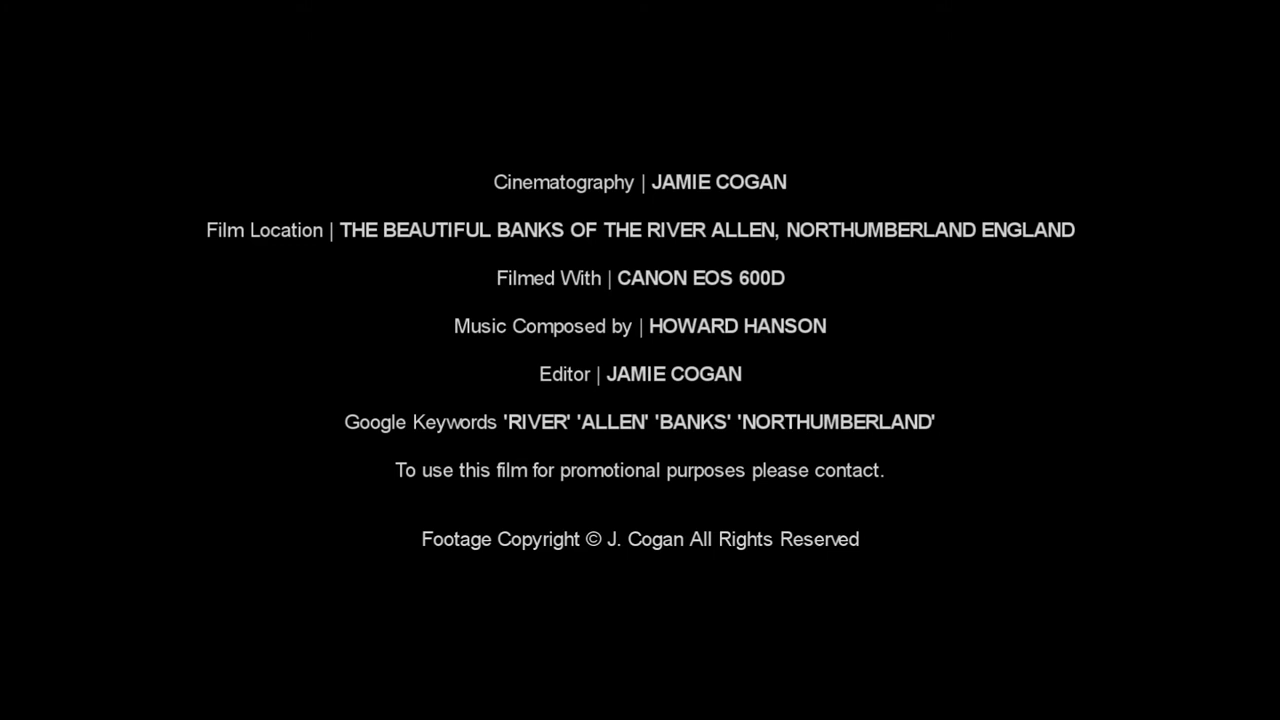 Cinematography | JAMIE COGAN
Film Location | THE BEAUTIFUL BANKS OF THE RIVER ALLEN, NORTHUMBERLAND ENGLAND
Filmed With | CANON EOS 600D
Music Composed by | HOWARD HANSON
Editor | JAMIE COGAN
Google Keywords 'RIVER' 'ALLEN' 'BANKS' 'NORTHUMBERLAND'
To use this film for promotional purposes please contact.
Footage Copyright © J. Cogan All Rights Reserved